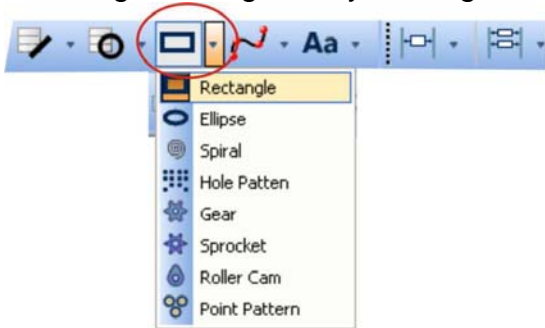 Aa
Rectangle
Ellipse
Spiral
Hole Patten
Gear
Sprocket
Roller Cam
Point Pattern